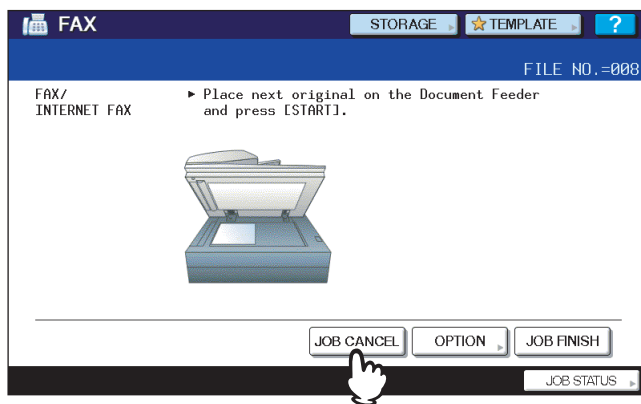 FAX
STORAGE
TEMPLATE
?
FILE NO.=008
FAX/
INTERNET FAX
► Place next original on the Document Feeder
and press [START].
JOB CANCEL
OPTION
JOB FINISH
JOB STATUS